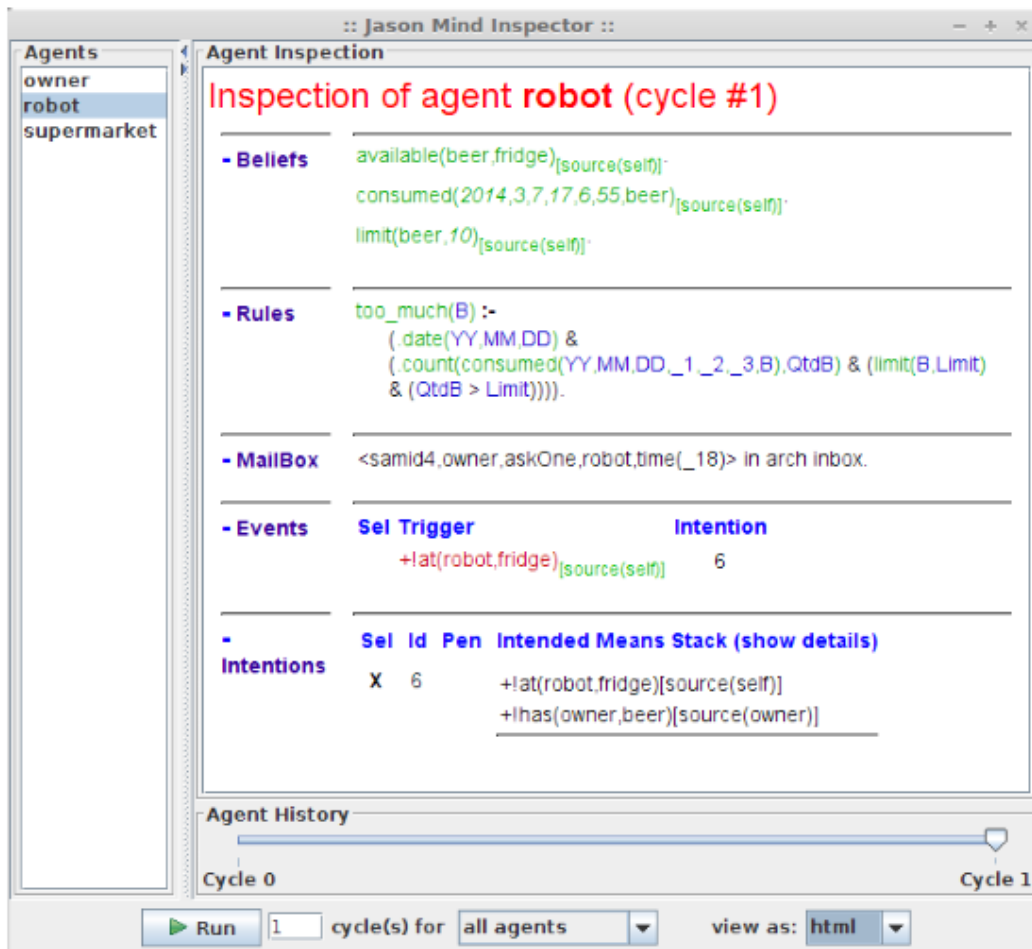 :: Jason Mind Inspector ::
Agents
owner
robot
supermarket
Agent Inspection
Inspection of agent robot (cycle #1)
- Beliefs
available(beer,fridge)[source(self)].
consumed(2014,3,7,17,6,55,beer)[source(self)].
limit(beer,10)[source(self)].
- Rules
too_much(B) :-
(.date(YY,MM,DD) &
(.count(consumed(YY,MM,DD,_1,_2,_3,B),QtdB) & (limit(B,Limit)
& (QtdB > Limit)))).
- MailBox
<samid4,owner,askOne,robot,time(_18)> in arch inbox.
- Events
Sel Trigger Intention
+!at(robot,fridge)[source(self)] 6
- Intentions
Sel Id Pen Intended Means Stack (show details)
X 6 +!at(robot,fridge)[source(self)]
+!has(owner,beer)[source(owner)]
Agent History
Cycle 0 Cycle 1
Run 1 cycle(s) for all agents view as: html